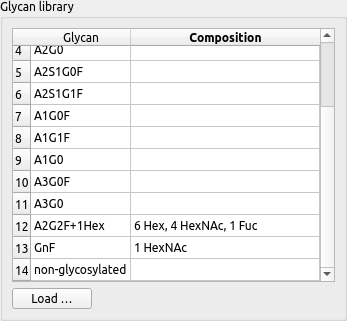 Glycan library
Glycan Composition
4 A2G0
5 A2S1G0F
6 A2S1G1F
7 A1G0F
8 A1G1F
9 A1G0
10 A3G0F
11 A3G0
12 A2G2F+1Hex 6 Hex, 4 HexNAc, 1 Fuc
13 GnF 1 HexNAc
14 non-glycosylated
Load ...